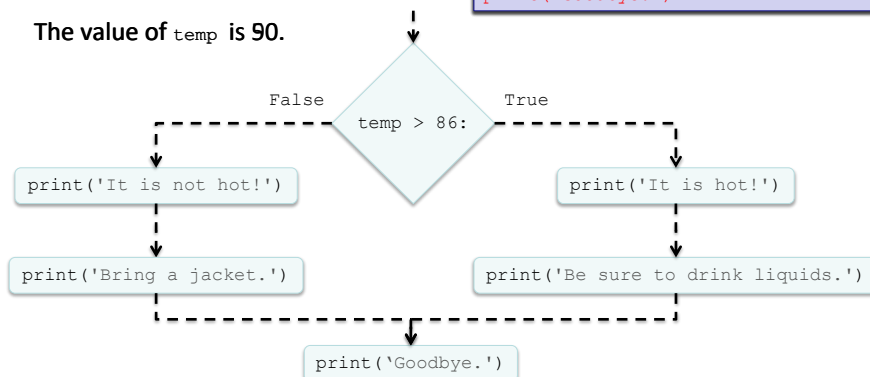 The value of temp is 90.
False
True
temp > 86:
print('It is not hot!')
print('It is hot!')
print('Bring a jacket.')
print('Be sure to drink liquids.')
print(‘Goodbye.')